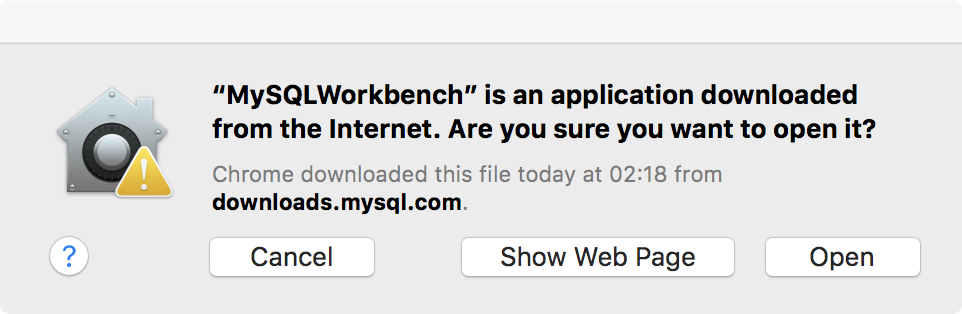 “MySQLWorkbench” is an application downloaded
from the Internet. Are you sure you want to open it?
Chrome downloaded this file today at 02:18 from
downloads.mysql.com.
? Cancel Show Web Page Open